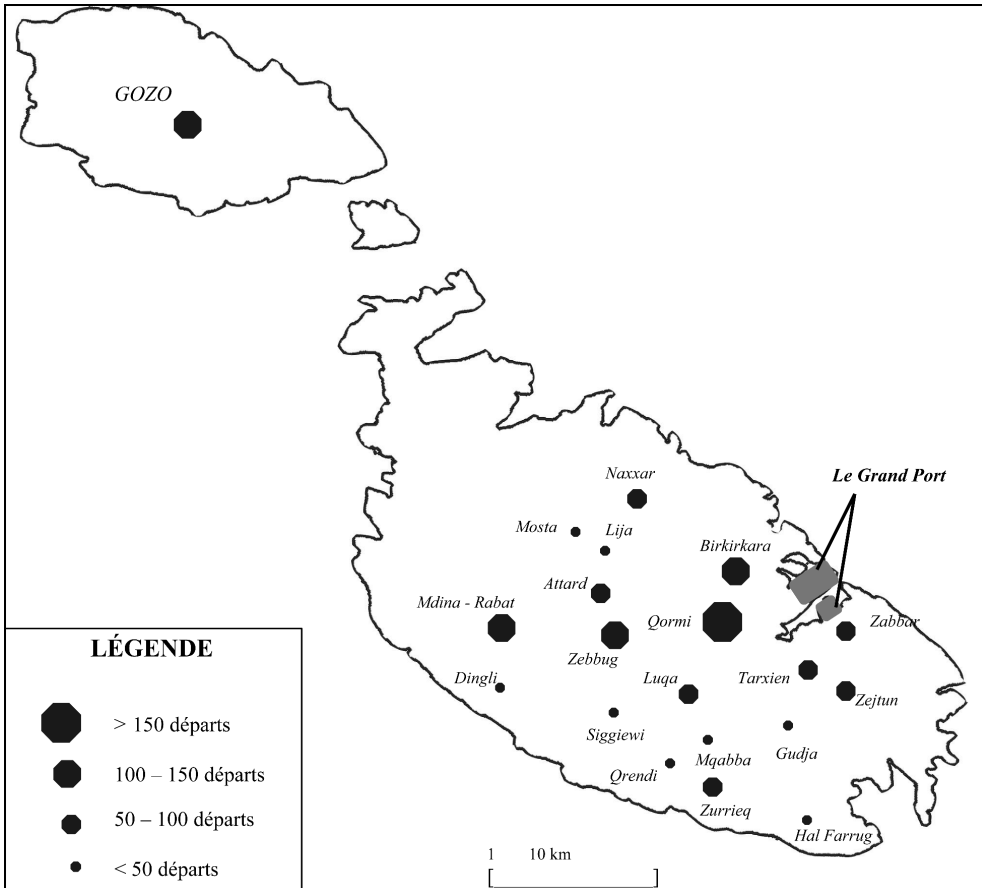 GOZO
Naxxar
Le Grand Port
Mosta
Lija
Birkirkara
Attard
Mdina - Rabat
Qormi
Zabbar
Zebbug
Dingli
Luqa
Tarxien
Zejtun
Siggiewi
Mqabba
Gudja
Qrendi
Zurrieq
Hal Farrug
LÉGENDE
> 150 départs
100 – 150 départs
50 – 100 départs
< 50 départs
1 10 km